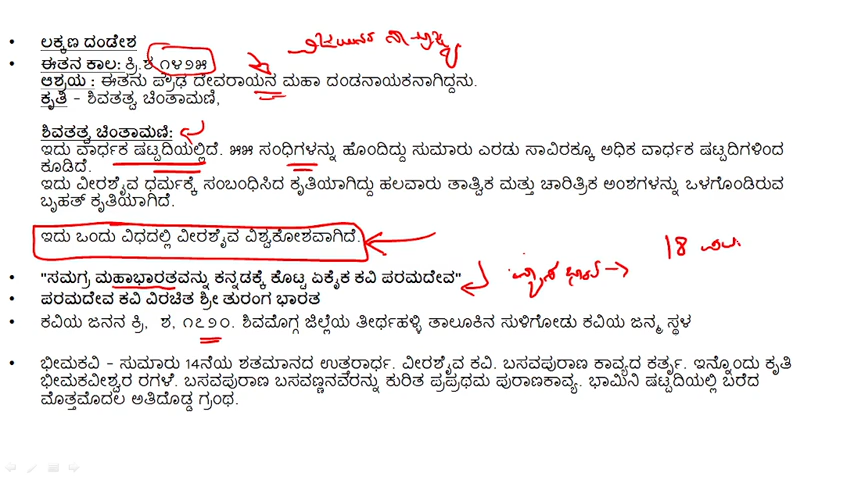 ಲಕ್ಕಣ ದಂಡೇಶ
ಈತನ ಕಾಲ: ಕ್ರಿ.ಶ ೧೪೨೫
ಆಶ್ರಯ : ಈತನು ಪ್ರೌಢ ದೇವರಾಯನ ಮಹಾ ದಂಡನಾಯಕನಾಗಿದ್ದನು.
ಕೃತಿ – ಶಿವತತ್ವ ಚಿಂತಾಮಣಿ,
ಶಿವತತ್ವ ಚಿಂತಾಮಣಿ:
ಇದು ವಾರ್ಧಕ ಷಟ್ಪದಿಯಲ್ಲಿದೆ. ೫೫ ಸಂಧಿಗಳನ್ನು ಹೊಂದಿದ್ದು ಸುಮಾರು ಎರಡು ಸಾವಿರಕ್ಕೂ ಅಧಿಕ ವಾರ್ಧಕ ಷಟ್ಪದಿಗಳಿಂದ
ಕೂಡಿದೆ.
ಇದು ವೀರಶೈವ ಧರ್ಮಕ್ಕೆ ಸಂಬಂಧಿಸಿದ ಕೃತಿಯಾಗಿದ್ದು ಹಲವಾರು ತಾತ್ವಿಕ ಮತ್ತು ಚಾರಿತ್ರಿಕ ಅಂಶಗಳನ್ನು ಒಳಗೊಂಡಿರುವ
ಬೃಹತ್ ಕೃತಿಯಾಗಿದೆ.
ಇದು ಒಂದು ವಿಧದಲ್ಲಿ ವೀರಶೈವ ವಿಶ್ವಕೋಶವಾಗಿದೆ.
18
"ಸಮಗ್ರ ಮಹಾಭಾರತವನ್ನು ಕನ್ನಡಕ್ಕೆ ಕೊಟ್ಟ ಏಕೈಕ ಕವಿ ಪರಮದೇವ"
ಪರಮದೇವ ಕವಿ ವಿರಚಿತ ಶ್ರೀ ತುರಂಗ ಭಾರತ
ಕವಿಯ ಜನನ ಕ್ರಿ, ಶ, ೧೭೨೦. ಶಿವಮೊಗ್ಗ ಜಿಲ್ಲೆಯ ತೀರ್ಥಹಳ್ಳಿ ತಾಲೂಕಿನ ಸುಳಿಗೋಡು ಕವಿಯ ಜನ್ಮ ಸ್ಥಳ
ಭೀಮಕವಿ – ಸುಮಾರು 14ನೆಯ ಶತಮಾನದ ಉತ್ತರಾರ್ಧ. ವೀರಶೈವ ಕವಿ. ಬಸವಪುರಾಣ ಕಾವ್ಯದ ಕರ್ತೃ. ಇನ್ನೊಂದು ಕೃತಿ
ಭೀಮಕವೀಶ್ವರ ರಗಳೆ. ಬಸವಪುರಾಣ ಬಸವಣ್ಣನವರನ್ನು ಕುರಿತ ಪ್ರಪ್ರಥಮ ಪುರಾಣಕಾವ್ಯ. ಭಾಮಿನಿ ಷಟ್ಪದಿಯಲ್ಲಿ ಬರೆದ
ಮೊತ್ತಮೊದಲ ಅತಿದೊಡ್ಡ ಗ್ರಂಥ.